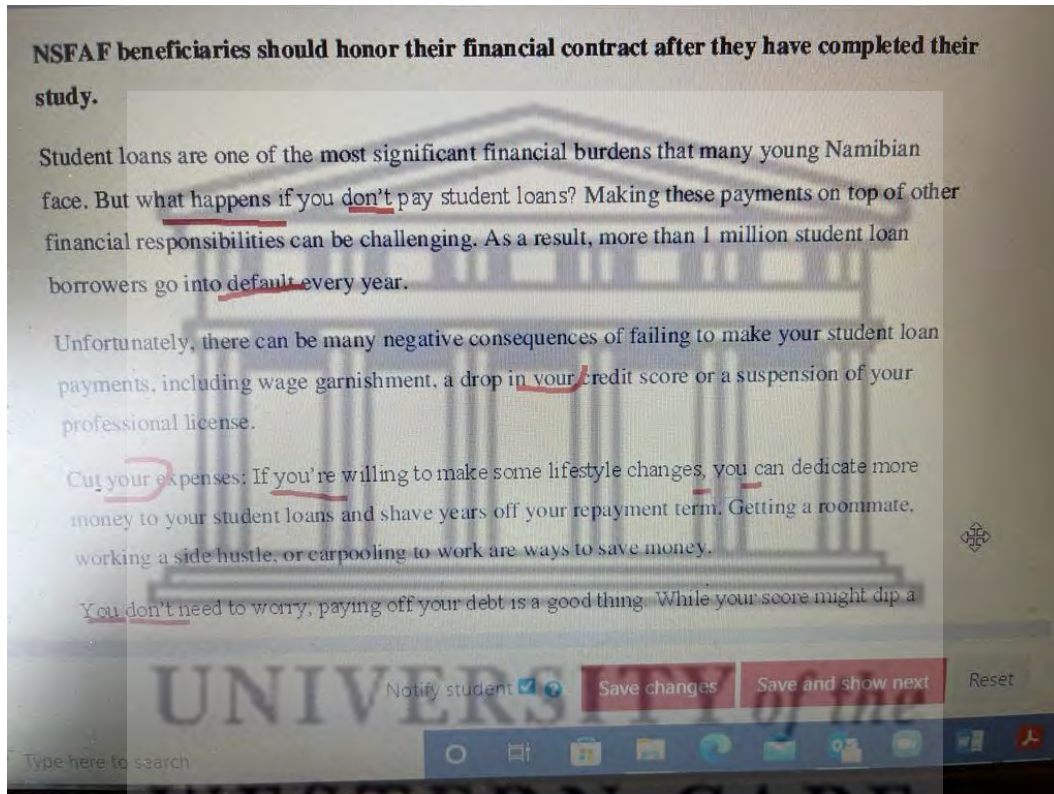 NSFAF beneficiaries should honor their financial contract after they have completed their
study.
Student loans are one of the most significant financial burdens that many young Namibian
face. But what happens if you don't pay student loans? Making these payments on top of other
financial responsibilities can be challenging. As a result, more than 1 million student loan
borrowers go into default every year.
Unfortunately, there can be many negative consequences of failing to make your student loan
payments, including wage garnishment, a drop in your credit score or a suspension of your
professional license.
Cut your expenses: If you're willing to make some lifestyle changes, you can dedicate more
money to your student loans and shave years off your repayment term. Getting a roommate,
working a side hustle, or carpooling to work are ways to save money.
You don't need to worry, paying off your debt is a good thing. While your score might dip a
Notify student
Save changes
Save and show next
Reset
UNIVERSITY of the
Type here to search